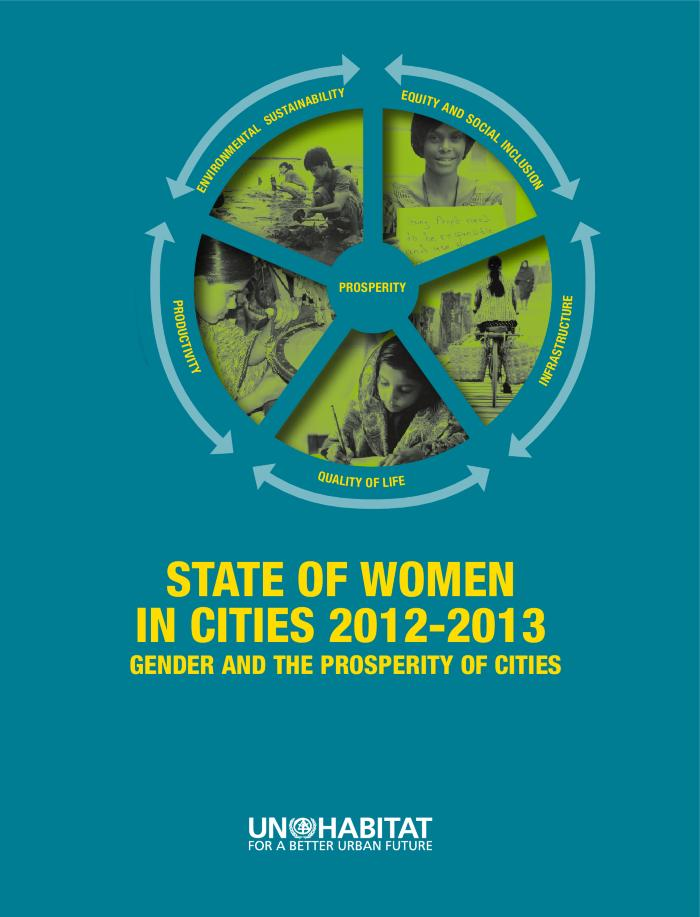 ENVIRONMENTAL SUSTAINABILITY
EQUITY AND SOCIAL INCLUSION
PROSPERITY
PRODUCTIVITY
INFRASTRUCTURE
QUALITY OF LIFE
STATE OF WOMEN
IN CITIES 2012-2013
GENDER AND THE PROSPERITY OF CITIES
UN HABITAT
FOR A BETTER URBAN FUTURE